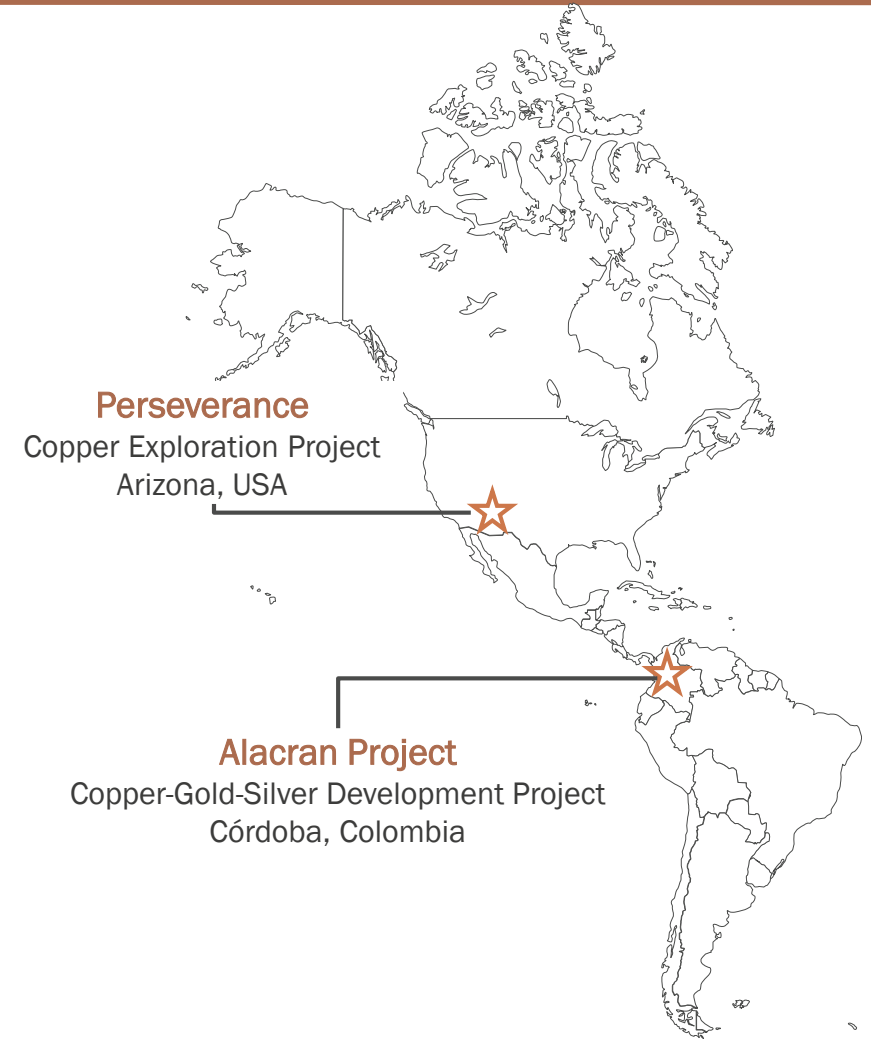 Perseverance
Copper Exploration Project
Arizona, USA
Alacran Project
Copper-Gold-Silver Development Project
Córdoba, Colombia